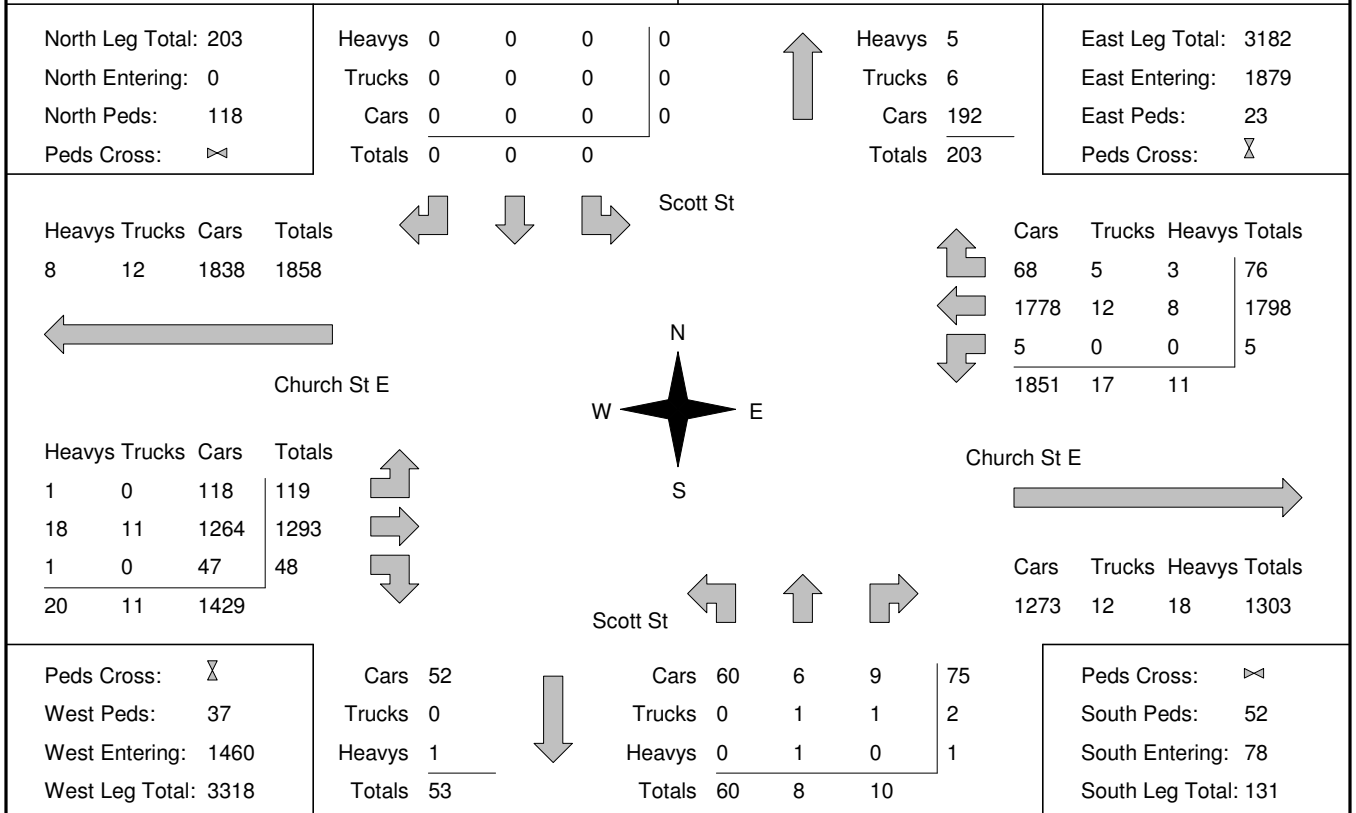 North Leg Total: 203
North Entering: 0
North Peds: 118
Peds Cross:
Heavys 0 0 0 0
Trucks 0 0 0 0
Cars 0 0 0 0
Totals 0 0 0
Heavys 5
Trucks 6
Cars 192
Totals 203
East Leg Total: 3182
East Entering: 1879
East Peds: 23
Peds Cross:
Scott St
Heavys Trucks Cars Totals
8 12 1838 1858
Cars Trucks Heavys Totals
68 5 3 76
1778 12 8 1798
5 0 0 5
1851 17 11
Church St E
N
W E
S
Heavys Trucks Cars Totals
1 0 118 119
18 11 1264 1293
1 0 47 48
20 11 1429
Church St E
Cars Trucks Heavys Totals
1273 12 18 1303
Scott St
Peds Cross:
West Peds: 37
West Entering: 1460
West Leg Total: 3318
Cars 52
Trucks 0
Heavys 1
Totals 53
Cars 60 6 9 75
Trucks 0 1 1 2
Heavys 0 1 0 1
Totals 60 8 10
Peds Cross:
South Peds: 52
South Entering: 78
South Leg Total: 131